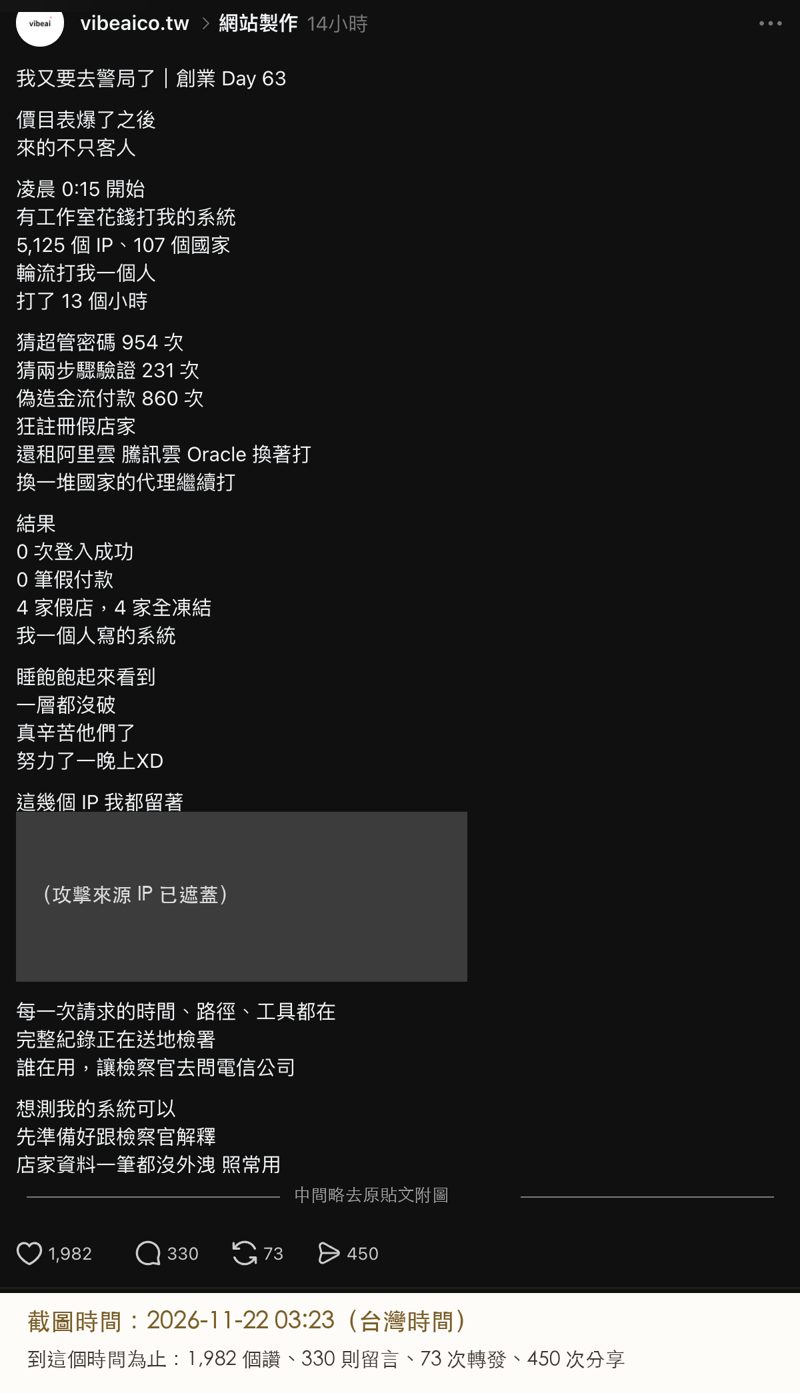 vibeai
vibeaico.tw > 網站製作 14小時
我又要去警局了｜創業 Day 63
價目表爆了之後
來的不只客人
凌晨 0:15 開始
有工作室花錢打我的系統
5,125 個 IP、107 個國家
輪流打我一個人
打了 13 個小時
猜超管密碼 954 次
猜兩步驟驗證 231 次
偽造金流付款 860 次
狂註冊假店家
還租阿里雲 騰訊雲 Oracle 換著打
換一堆國家的代理繼續打
結果
0 次登入成功
0 筆假付款
4 家假店，4 家全凍結
我一個人寫的系統
睡飽飽起來看到
一層都沒破
真辛苦他們了
努力了一晚上XD
這幾個 IP 我都留著
（攻擊來源 IP 已遮蓋）
每一次請求的時間、路徑、工具都在
完整紀錄正在送地檢署
誰在用，讓檢察官去問電信公司
想測我的系統可以
先準備好跟檢察官解釋
店家資料一筆都沒外洩 照常用
中間略去原貼文附圖
1,982 330 73 450
截圖時間：2026-11-22 03:23（台灣時間）
到這個時間為止：1,982 個讚、330 則留言、73 次轉發、450 次分享